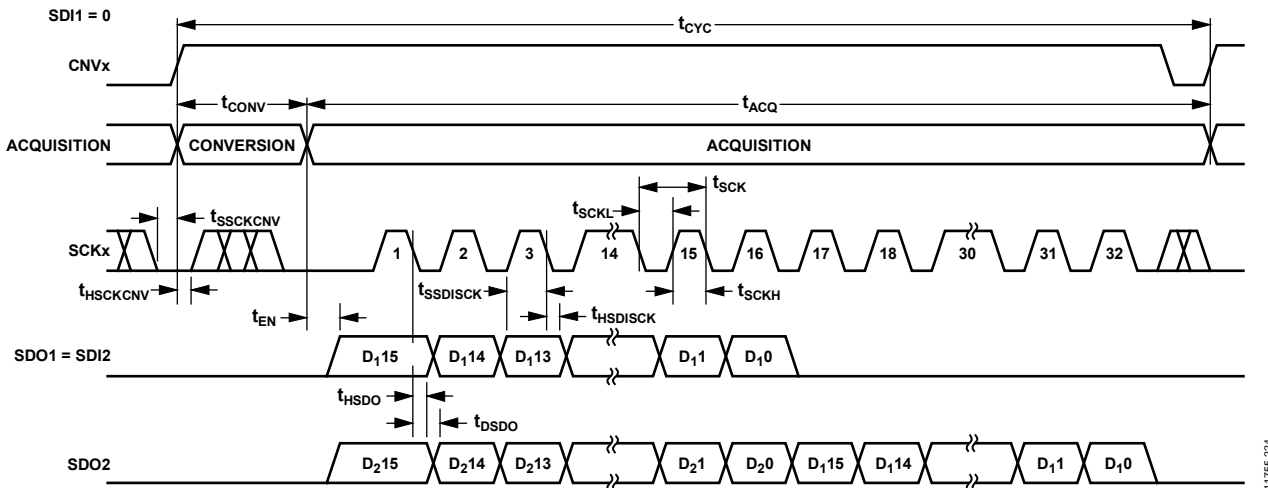 SDI1 = 0
tCYC
CNVx
tCONV
tACQ
ACQUISITION
CONVERSION
ACQUISITION
tSCK
tSSCKCNV
tSCKL
SCKx
1
2
3
14
15
16
17
18
30
31
32
tHSCKCNV
tSSDISCK
tSCKH
tEN
tHSDISCK
SDO1 = SDI2
D115
D114
D113
D11
D10
tHSDO
tDSDO
SDO2
D215
D214
D213
D21
D20
D115
D114
D11
D10